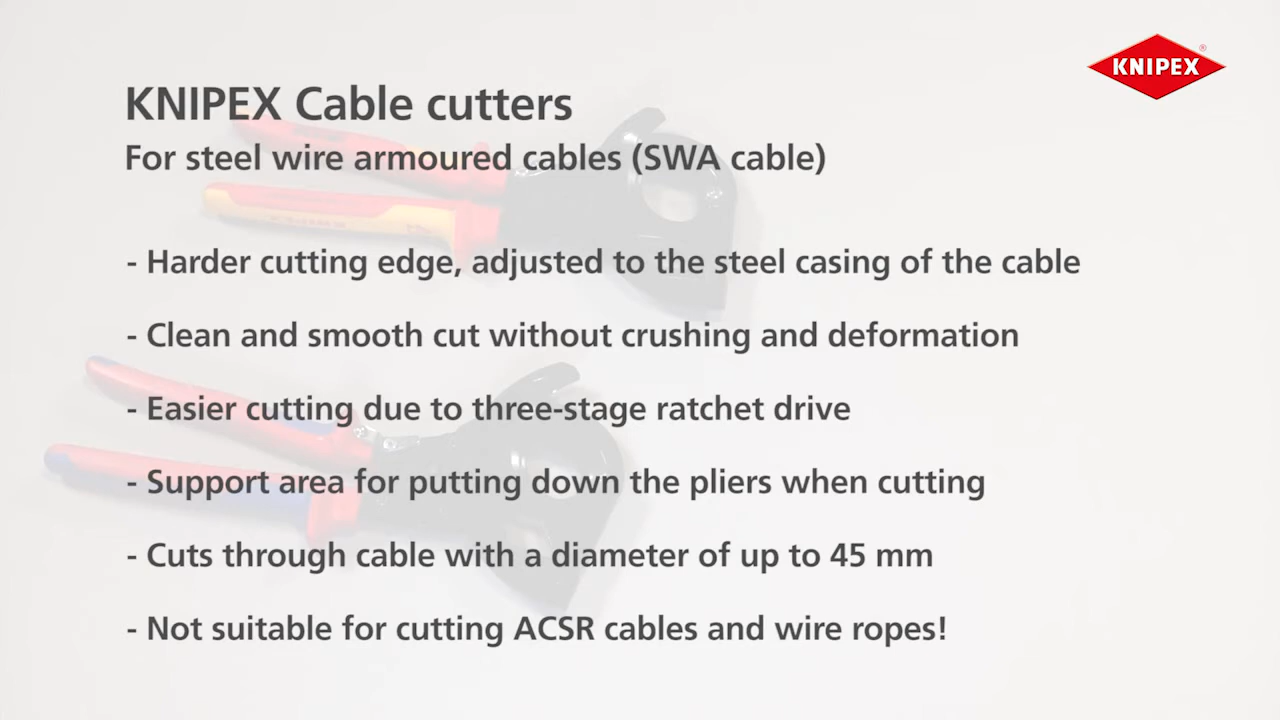 KNIPEX®
KNIPEX Cable cutters
For steel wire armoured cables (SWA cable)
- Harder cutting edge, adjusted to the steel casing of the cable
- Clean and smooth cut without crushing and deformation
- Easier cutting due to three-stage ratchet drive
- Support area for putting down the pliers when cutting
- Cuts through cable with a diameter of up to 45 mm
- Not suitable for cutting ACSR cables and wire ropes!